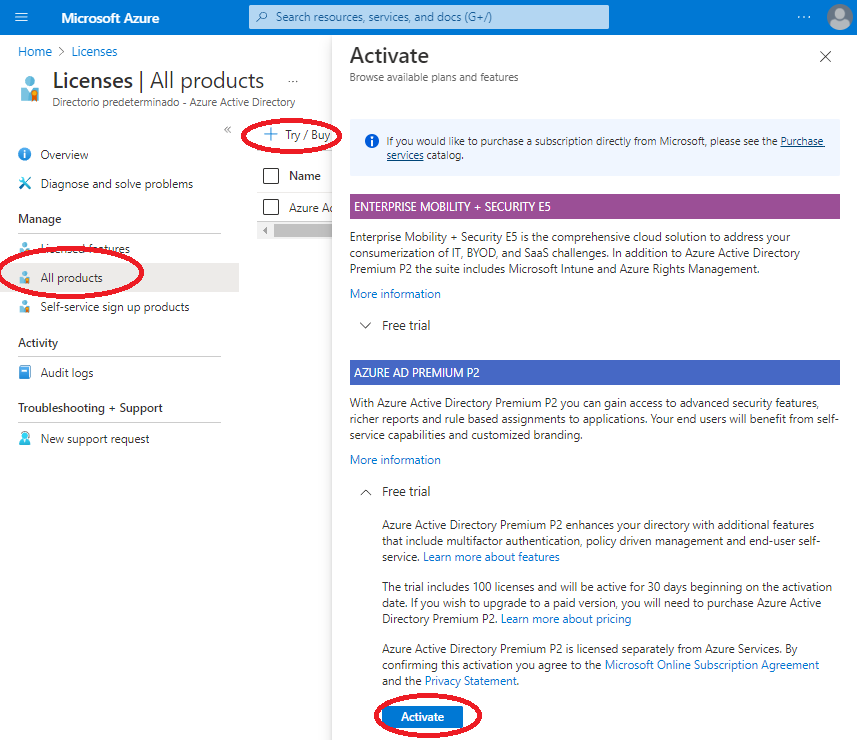 Microsoft Azure
Search resources, services, and docs (G+/)
...
Home > Licenses
Licenses | All products ...
Directorio predeterminado - Azure Active Directory
«
Overview
Diagnose and solve problems
Manage
Licensed features
All products
Self-service sign up products
Activity
Audit logs
Troubleshooting + Support
New support request
+ Try / Buy
Name
Azure Ac
Activate
Browse available plans and features
If you would like to purchase a subscription directly from Microsoft, please see the Purchase
services catalog.
ENTERPRISE MOBILITY + SECURITY E5
Enterprise Mobility + Security E5 is the comprehensive cloud solution to address your
consumerization of IT, BYOD, and SaaS challenges. In addition to Azure Active Directory
Premium P2 the suite includes Microsoft Intune and Azure Rights Management.
More information
Free trial
AZURE AD PREMIUM P2
With Azure Active Directory Premium P2 you can gain access to advanced security features,
richer reports and rule based assignments to applications. Your end users will benefit from self-
service capabilities and customized branding.
More information
Free trial
Azure Active Directory Premium P2 enhances your directory with additional features
that include multifactor authentication, policy driven management and end-user self-
service. Learn more about features
The trial includes 100 licenses and will be active for 30 days beginning on the activation
date. If you wish to upgrade to a paid version, you will need to purchase Azure Active
Directory Premium P2. Learn more about pricing
Azure Active Directory Premium P2 is licensed separately from Azure Services. By
confirming this activation you agree to the Microsoft Online Subscription Agreement
and the Privacy Statement.
Activate